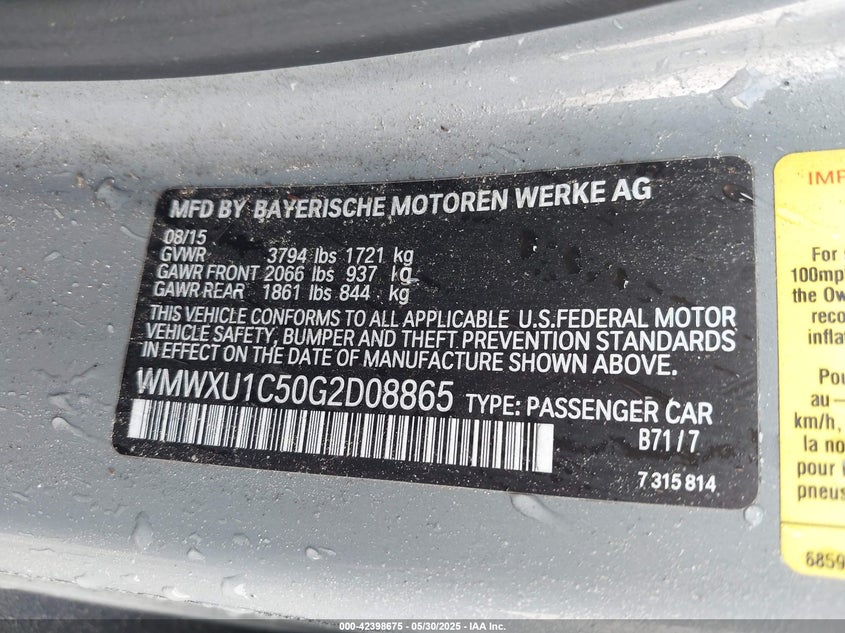 MFD BY BAYERISCHE MOTOREN WERKE AG
08/15
GVWR 3794 lbs 1721 kg
GAWR FRONT 2066 lbs 937 kg
GAWR REAR 1861 lbs 844 kg
THIS VEHICLE CONFORMS TO ALL APPLICABLE U.S.FEDERAL MOTOR
VEHICLE SAFETY, BUMPER AND THEFT PREVENTION STANDARDS
IN EFFECT ON THE DATE OF MANUFACTURE SHOWN ABOVE.
WMWXU1C50G2D08865 TYPE: PASSENGER CAR
B71/7
7 315 814
IMP
For
100mp
the Ow
reco
infla
Pou
au —
km/h,
la no
pour
pneus
6859
000-42398675 — 05/30/2025 — IAA Inc.